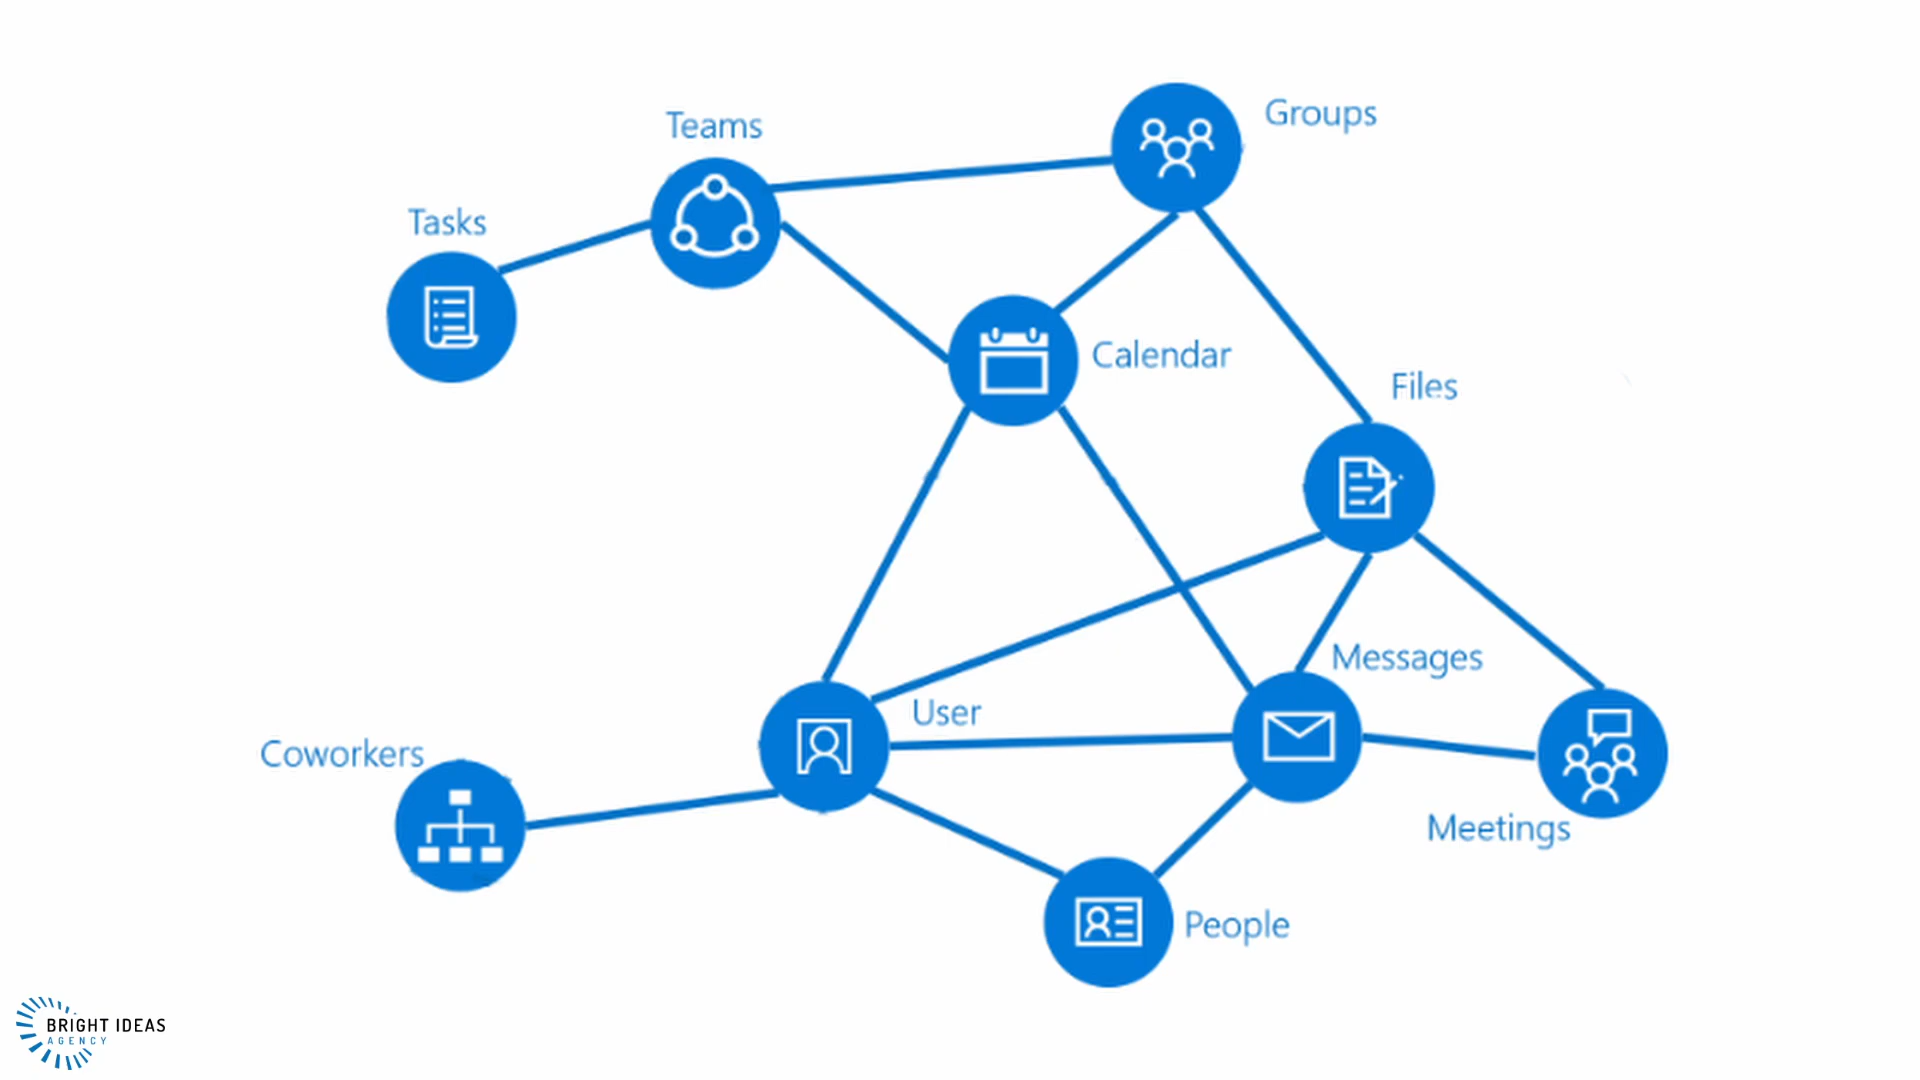 Teams
Groups
Tasks
Calendar
Files
Messages
User
Coworkers
Meetings
People
BRIGHT IDEAS
AGENCY